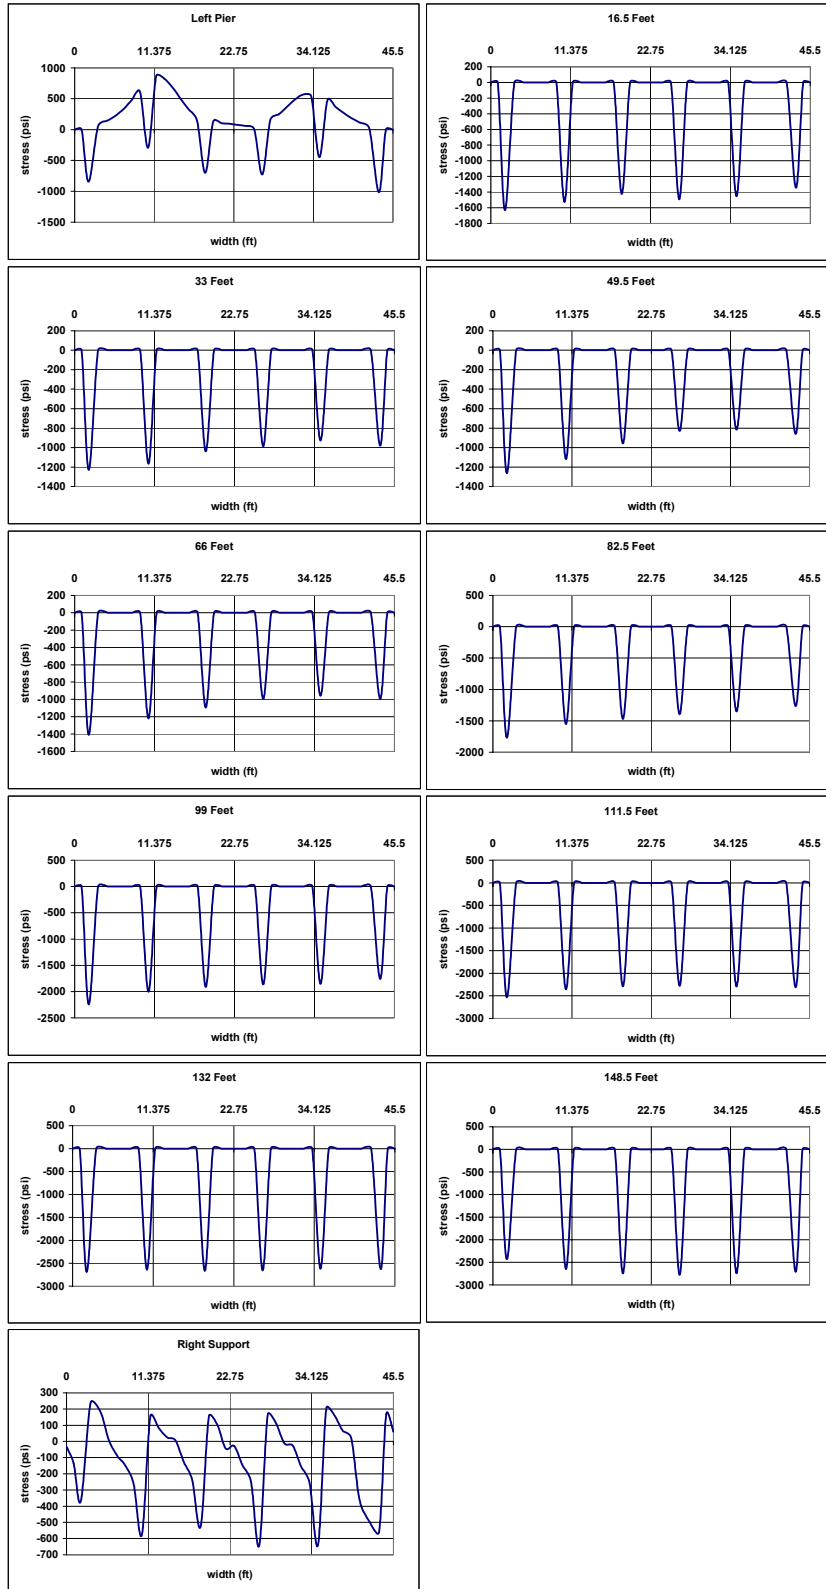 Left Pier
0 11.375 22.75 34.125 45.5
1000
500
0
-500
-1000
-1500
stress (psi)
width (ft)
16.5 Feet
0 11.375 22.75 34.125 45.5
200
0
-200
-400
-600
-800
-1000
-1200
-1400
-1600
-1800
stress (psi)
width (ft)
33 Feet
0 11.375 22.75 34.125 45.5
200
0
-200
-400
-600
-800
-1000
-1200
-1400
stress (psi)
width (ft)
49.5 Feet
0 11.375 22.75 34.125 45.5
200
0
-200
-400
-600
-800
-1000
-1200
-1400
stress (psi)
width (ft)
66 Feet
0 11.375 22.75 34.125 45.5
200
0
-200
-400
-600
-800
-1000
-1200
-1400
-1600
stress (psi)
width (ft)
82.5 Feet
0 11.375 22.75 34.125 45.5
500
0
-500
-1000
-1500
-2000
stress (psi)
width (ft)
99 Feet
0 11.375 22.75 34.125 45.5
500
0
-500
-1000
-1500
-2000
-2500
stress (psi)
width (ft)
111.5 Feet
0 11.375 22.75 34.125 45.5
500
0
-500
-1000
-1500
-2000
-2500
-3000
stress (psi)
width (ft)
132 Feet
0 11.375 22.75 34.125 45.5
500
0
-500
-1000
-1500
-2000
-2500
-3000
stress (psi)
width (ft)
148.5 Feet
0 11.375 22.75 34.125 45.5
500
0
-500
-1000
-1500
-2000
-2500
-3000
stress (psi)
width (ft)
Right Support
0 11.375 22.75 34.125 45.5
300
200
100
0
-100
-200
-300
-400
-500
-600
-700
stress (psi)
width (ft)